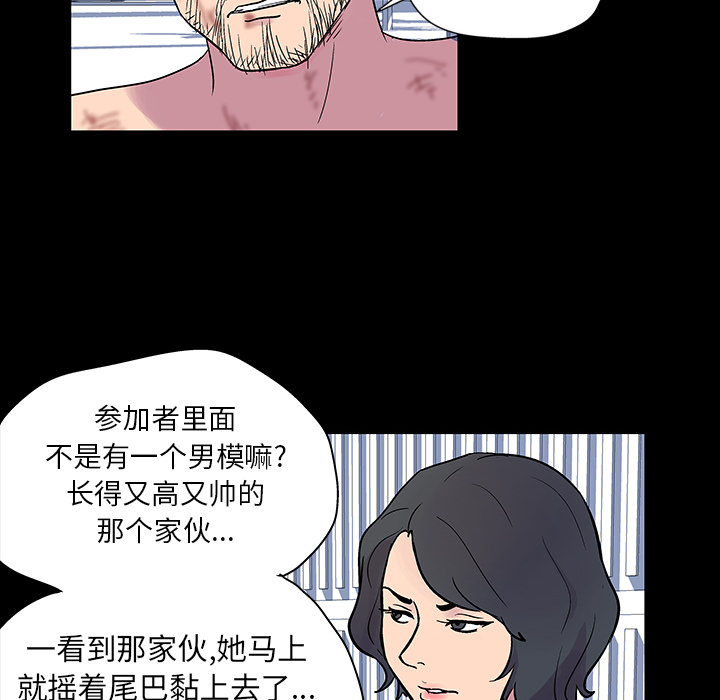 参加者里面
不是有一个男模嘛?
长得又高又帅的
那个家伙...
一看到那家伙,她马上
就摇着尾巴黏上去了...